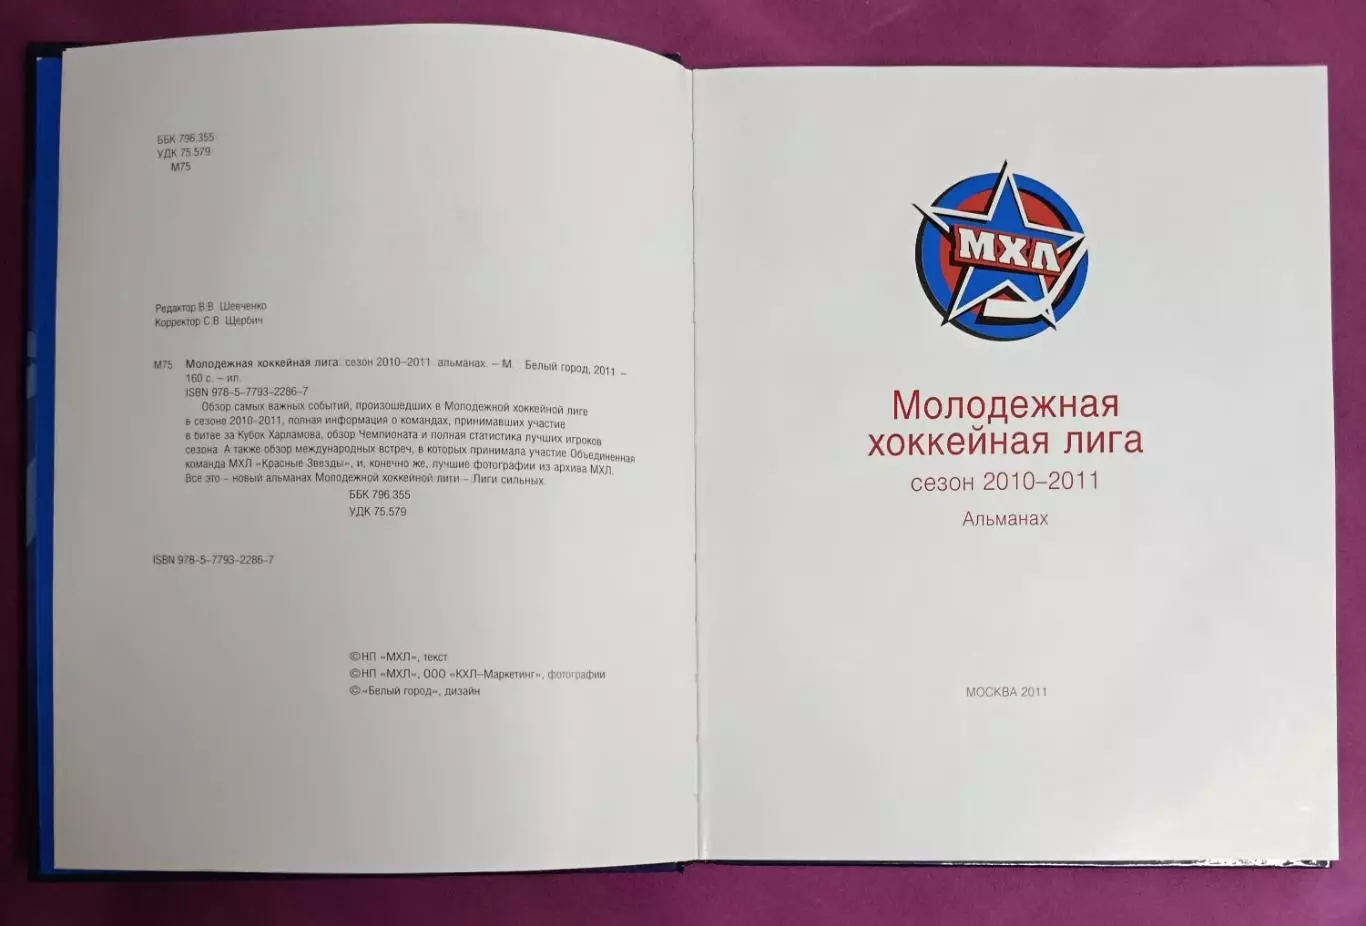 ББК 796.355
УДК 75.579
М75
Редактор В.В. Шевченко
Корректор С.В. Щербич
М75 Молодежная хоккейная лига: сезон 2010–2011. альманах. – М. : Белый город, 2011 –
160 с. – ил.
ISBN 978–5–7793–2286–7
Обзор самых важных событий, произошедших в Молодежной хоккейной лиге
в сезоне 2010–2011, полная информация о командах, принимавших участие
в битве за Кубок Харламова, обзор Чемпионата и полная статистика лучших игроков
сезона. А также обзор международных встреч, в которых принимала участие Объединенная
команда МХЛ «Красные Звезды», и, конечно же, лучшие фотографии из архива МХЛ.
Все это – новый альманах Молодежной хоккейной лиги – Лиги сильных.
ББК 796.355
УДК 75.579
ISBN 978–5–7793–2286–7
©НП «МХЛ», текст
©НП «МХЛ», ООО «КХЛ–Маркетинг», фотографии
©«Белый город», дизайн
МХЛ
Молодежная
хоккейная лига
сезон 2010–2011
Альманах
МОСКВА 2011